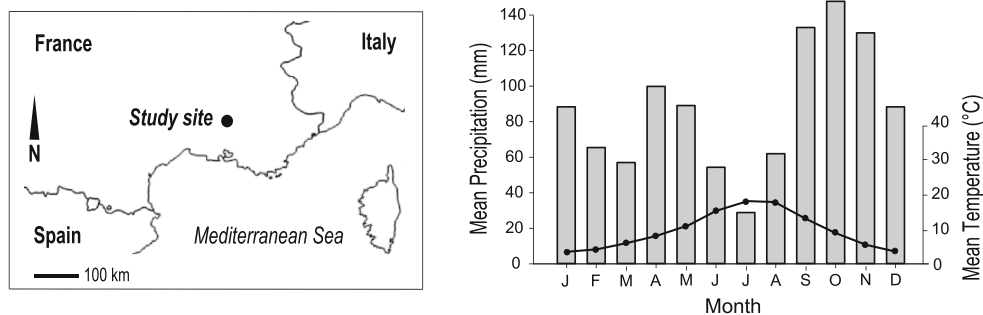 France
Italy
Study site
N
Spain
Mediterranean Sea
100 km
Mean Precipitation (mm)
140
120
100
80
60
40
20
0
40
30
20
10
0
Mean Temperature (°C)
J F M A M J J A S O N D
Month